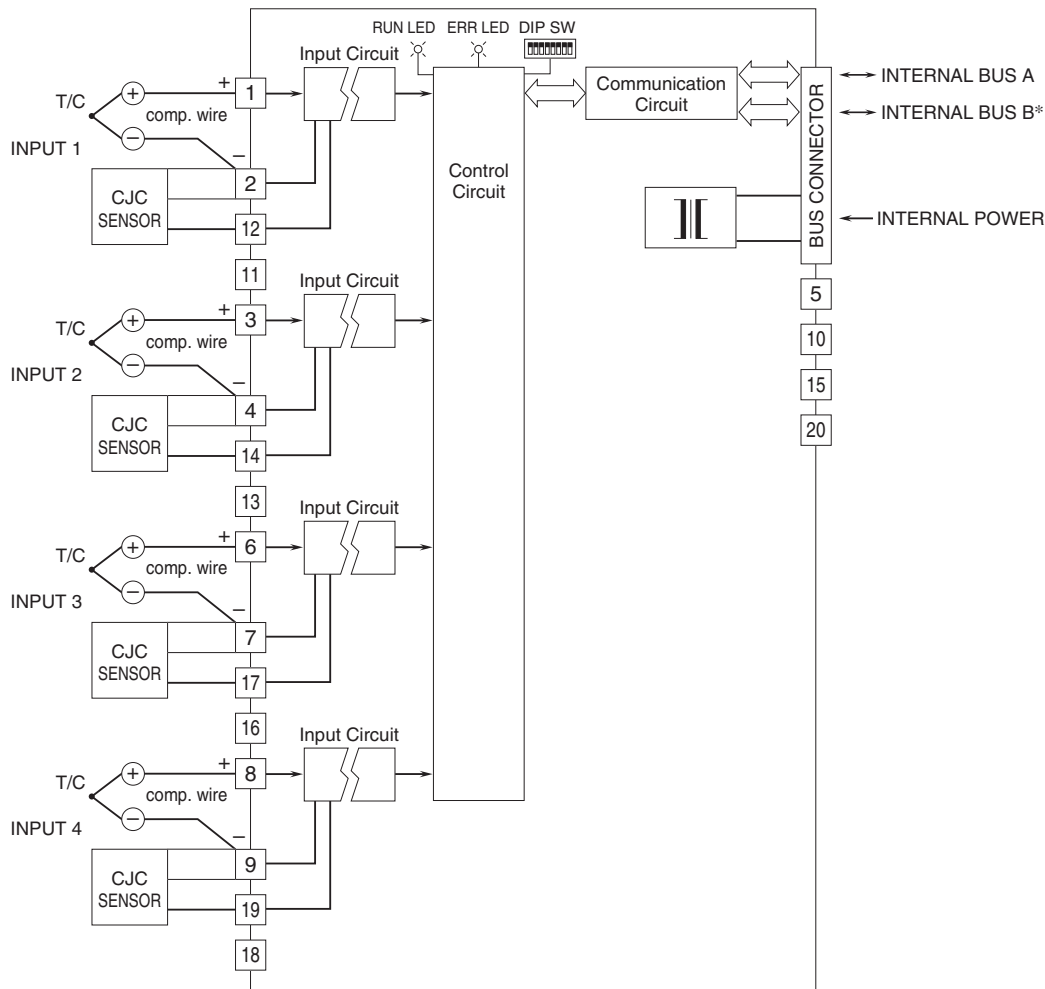 RUN LED
ERR LED
DIP SW
Input Circuit
T/C
+
+
1
comp. wire
−
−
INPUT 1
CJC
SENSOR
2
12
11
Communication
Circuit
Control
Circuit
BUS CONNECTOR
INTERNAL BUS A
INTERNAL BUS B*
INTERNAL POWER
5
10
15
20
Input Circuit
T/C
+
+
3
comp. wire
−
−
INPUT 2
CJC
SENSOR
4
14
13
Input Circuit
T/C
+
+
6
comp. wire
−
−
INPUT 3
CJC
SENSOR
7
17
16
Input Circuit
T/C
+
+
8
comp. wire
−
−
INPUT 4
CJC
SENSOR
9
19
18